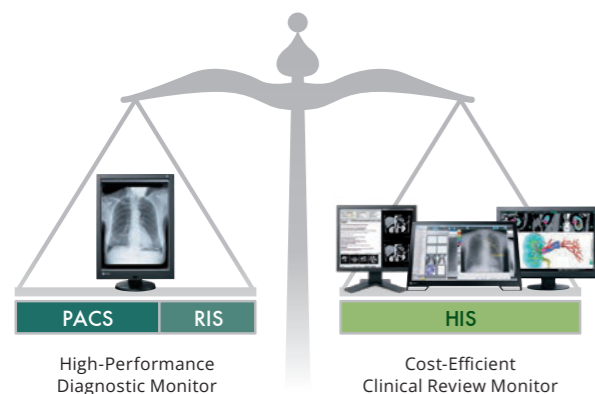 PACS
RIS
HIS
High-Performance
Diagnostic Monitor
Cost-Efficient
Clinical Review Monitor